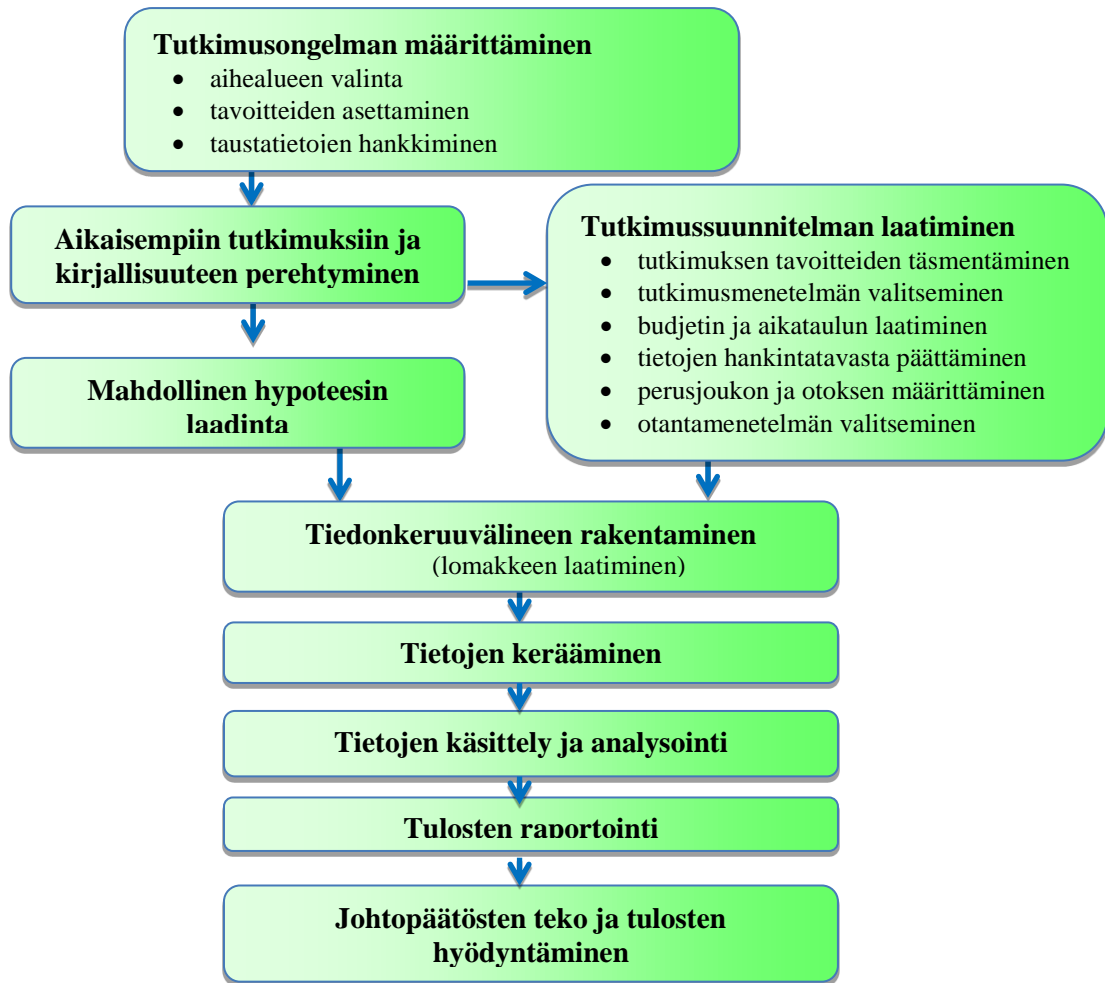 Tutkimusongelman määrittäminen
• aihealueen valinta
• tavoitteiden asettaminen
• taustatietojen hankkiminen
Aikaisempiin tutkimuksiin ja
kirjallisuuteen perehtyminen
Tutkimussuunnitelman laatiminen
• tutkimuksen tavoitteiden täsmentäminen
• tutkimusmenetelmän valitseminen
• budjetin ja aikataulun laatiminen
• tietojen hankintatavasta päättäminen
• perusjoukon ja otoksen määrittäminen
• otantamenetelmän valitseminen
Mahdollinen hypoteesin
laadinta
Tiedonkeruuvälineen rakentaminen
(lomakkeen laatiminen)
Tietojen kerääminen
Tietojen käsittely ja analysointi
Tulosten raportointi
Johtopäätösten teko ja tulosten
hyödyntäminen